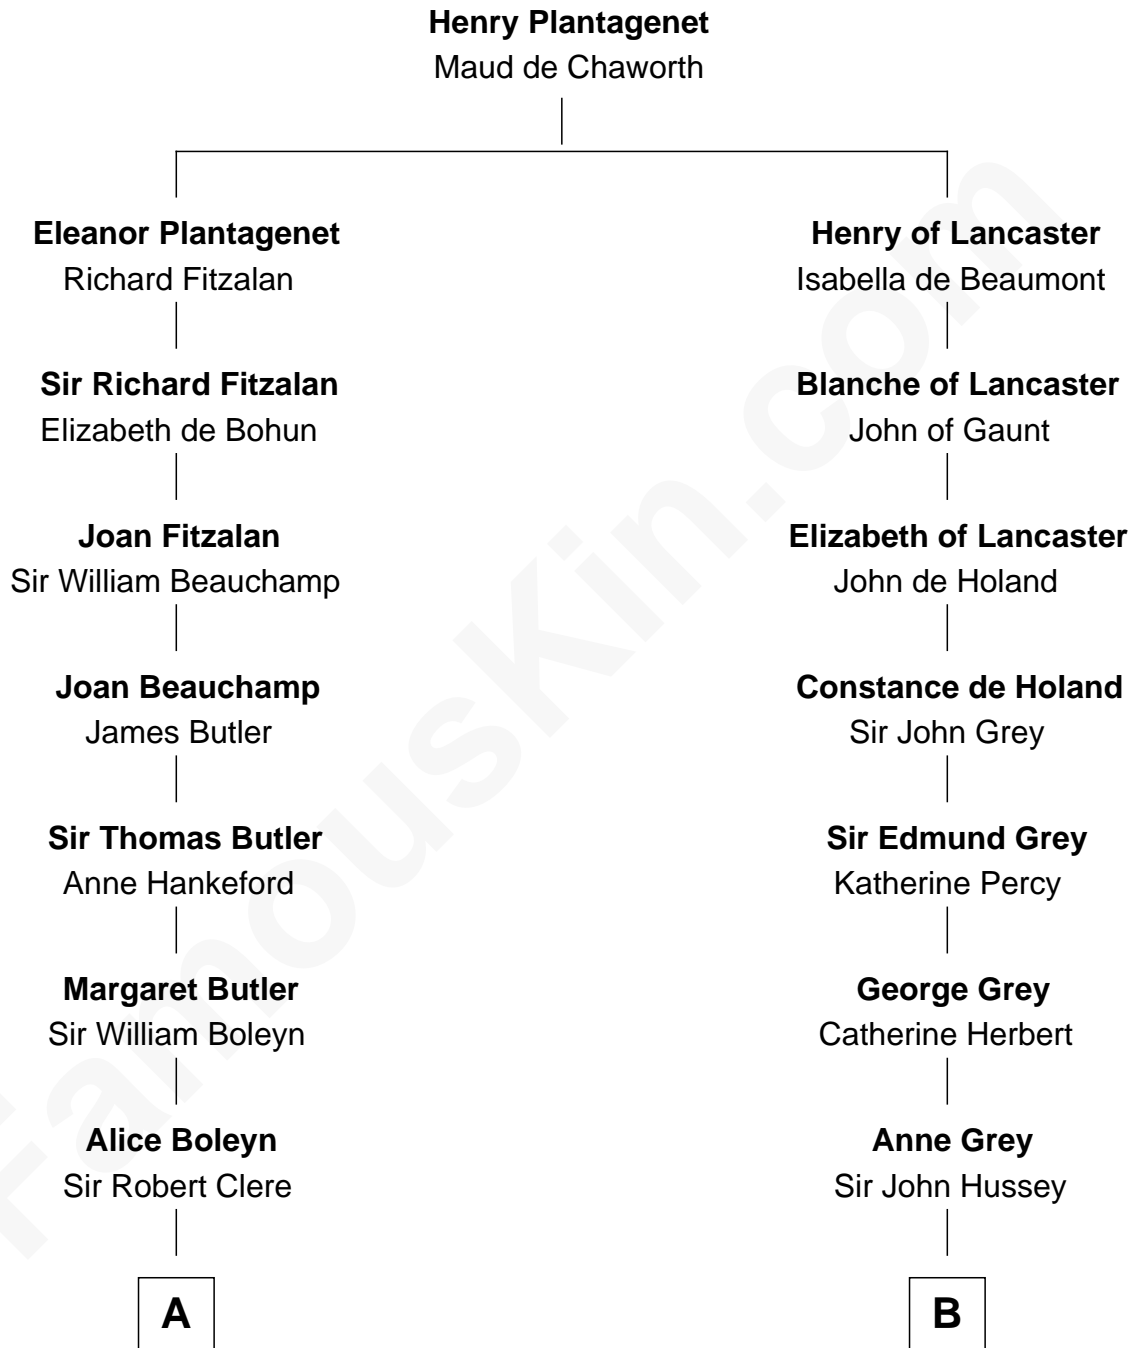 Henry Plantagenet
Maud de Chaworth
Eleanor Plantagenet
Richard Fitzalan
Henry of Lancaster
Isabella de Beaumont
Sir Richard Fitzalan
Elizabeth de Bohun
Blanche of Lancaster
John of Gaunt
Joan Fitzalan
Sir William Beauchamp
Elizabeth of Lancaster
John de Holand
Joan Beauchamp
James Butler
Constance de Holand
Sir John Grey
Sir Thomas Butler
Anne Hankeford
Sir Edmund Grey
Katherine Percy
Margaret Butler
Sir William Boleyn
George Grey
Catherine Herbert
Alice Boleyn
Sir Robert Clere
Anne Grey
Sir John Hussey
A
B
FamousKin.com